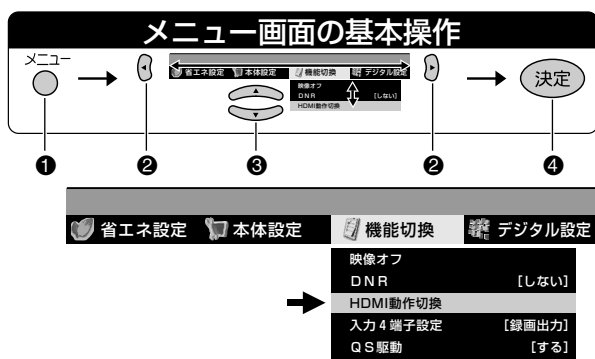 メニュー画面の基本操作
メニュー
省エネ設定 本体設定 機能切換 デジタル設定
映像オフ
DNR [しない]
HDMI動作切換
決定
❶ ❷ ❸ ❷ ❹
省エネ設定 本体設定 機能切換 デジタル設定
映像オフ
DNR [しない]
HDMI動作切換
入力4端子設定 [録画出力]
QS駆動 [する]